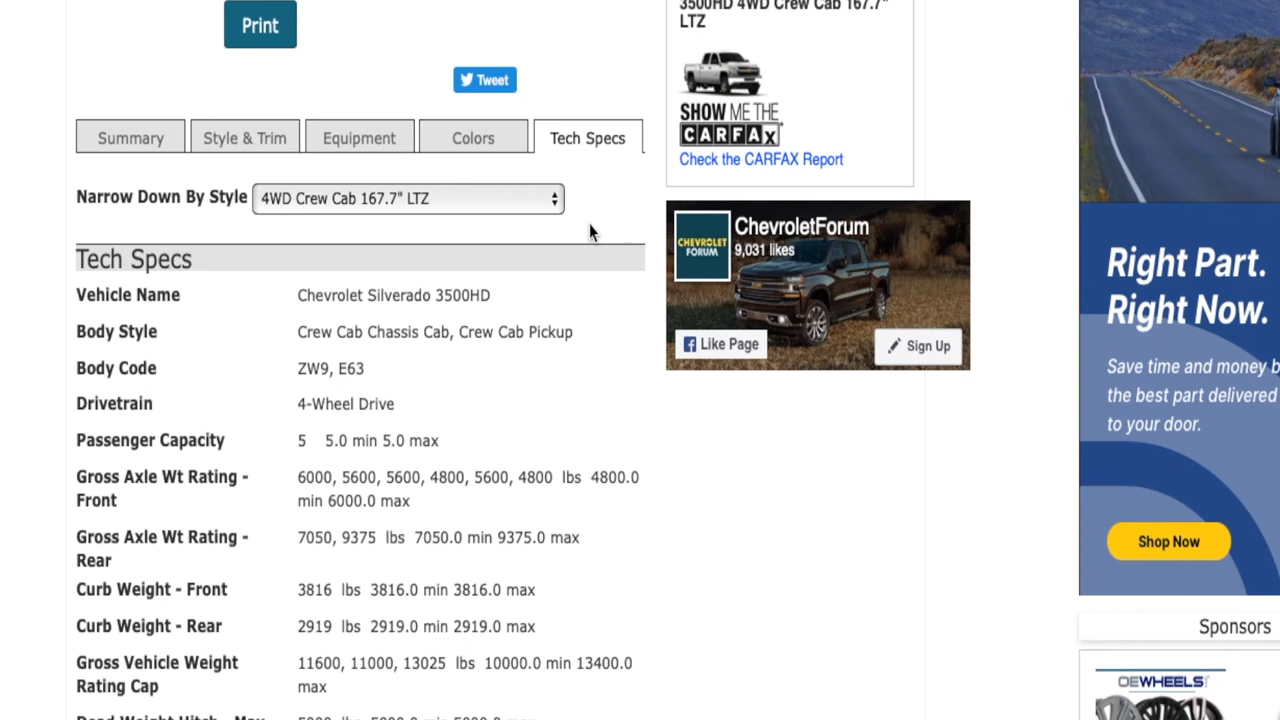 Print
Tweet
Summary
Style & Trim
Equipment
Colors
Tech Specs
Narrow Down By Style
4WD Crew Cab 167.7" LTZ
Tech Specs
Vehicle Name Chevrolet Silverado 3500HD
Body Style Crew Cab Chassis Cab, Crew Cab Pickup
Body Code ZW9, E63
Drivetrain 4-Wheel Drive
Passenger Capacity 5 5.0 min 5.0 max
Gross Axle Wt Rating - 6000, 5600, 5600, 4800, 5600, 4800 lbs 4800.0
Front min 6000.0 max
Gross Axle Wt Rating - 7050, 9375 lbs 7050.0 min 9375.0 max
Rear
Curb Weight - Front 3816 lbs 3816.0 min 3816.0 max
Curb Weight - Rear 2919 lbs 2919.0 min 2919.0 max
Gross Vehicle Weight 11600, 11000, 13025 lbs 10000.0 min 13400.0
Rating Cap max
3500HD 4WD Crew Cab 167.7"
LTZ
SHOW ME THE
CARFAX
Check the CARFAX Report
CHEVROLET
FORUM
ChevroletForum
9,031 likes
Like Page
Sign Up
Right Part.
Right Now.
Save time and money b
the best part delivered
to your door.
Shop Now
Sponsors
OEWHEELS